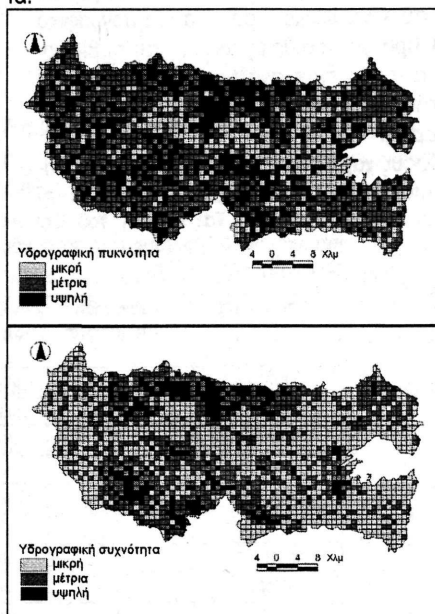 ια.
Υδρογραφική πυκνότητα
μικρή
μέτρια
υψηλή
4 0 4 8 Χλμ
Υδρογραφική συχνότητα
μικρή
μέτρια
υψηλή
4 0 4 8 Χλμ